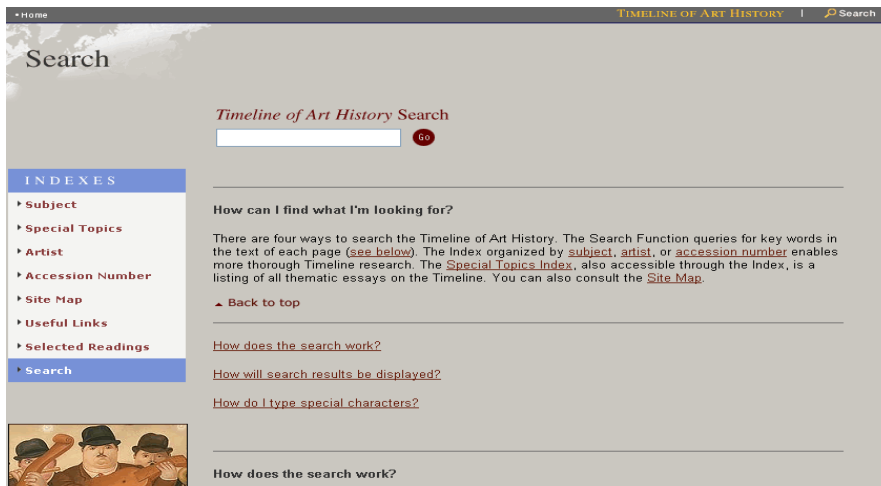 Home
TIMELINE OF ART HISTORY | Search
Search
Timeline of Art History Search
Go
INDEXES
Subject
Special Topics
Artist
Accession Number
Site Map
Useful Links
Selected Readings
Search
How can I find what I'm looking for?
There are four ways to search the Timeline of Art History. The Search Function queries for key words in
the text of each page (see below). The Index organized by subject, artist, or accession number enables
more thorough Timeline research. The Special Topics Index, also accessible through the Index, is a
listing of all thematic essays on the Timeline. You can also consult the Site Map.
Back to top
How does the search work?
How will search results be displayed?
How do I type special characters?
How does the search work?